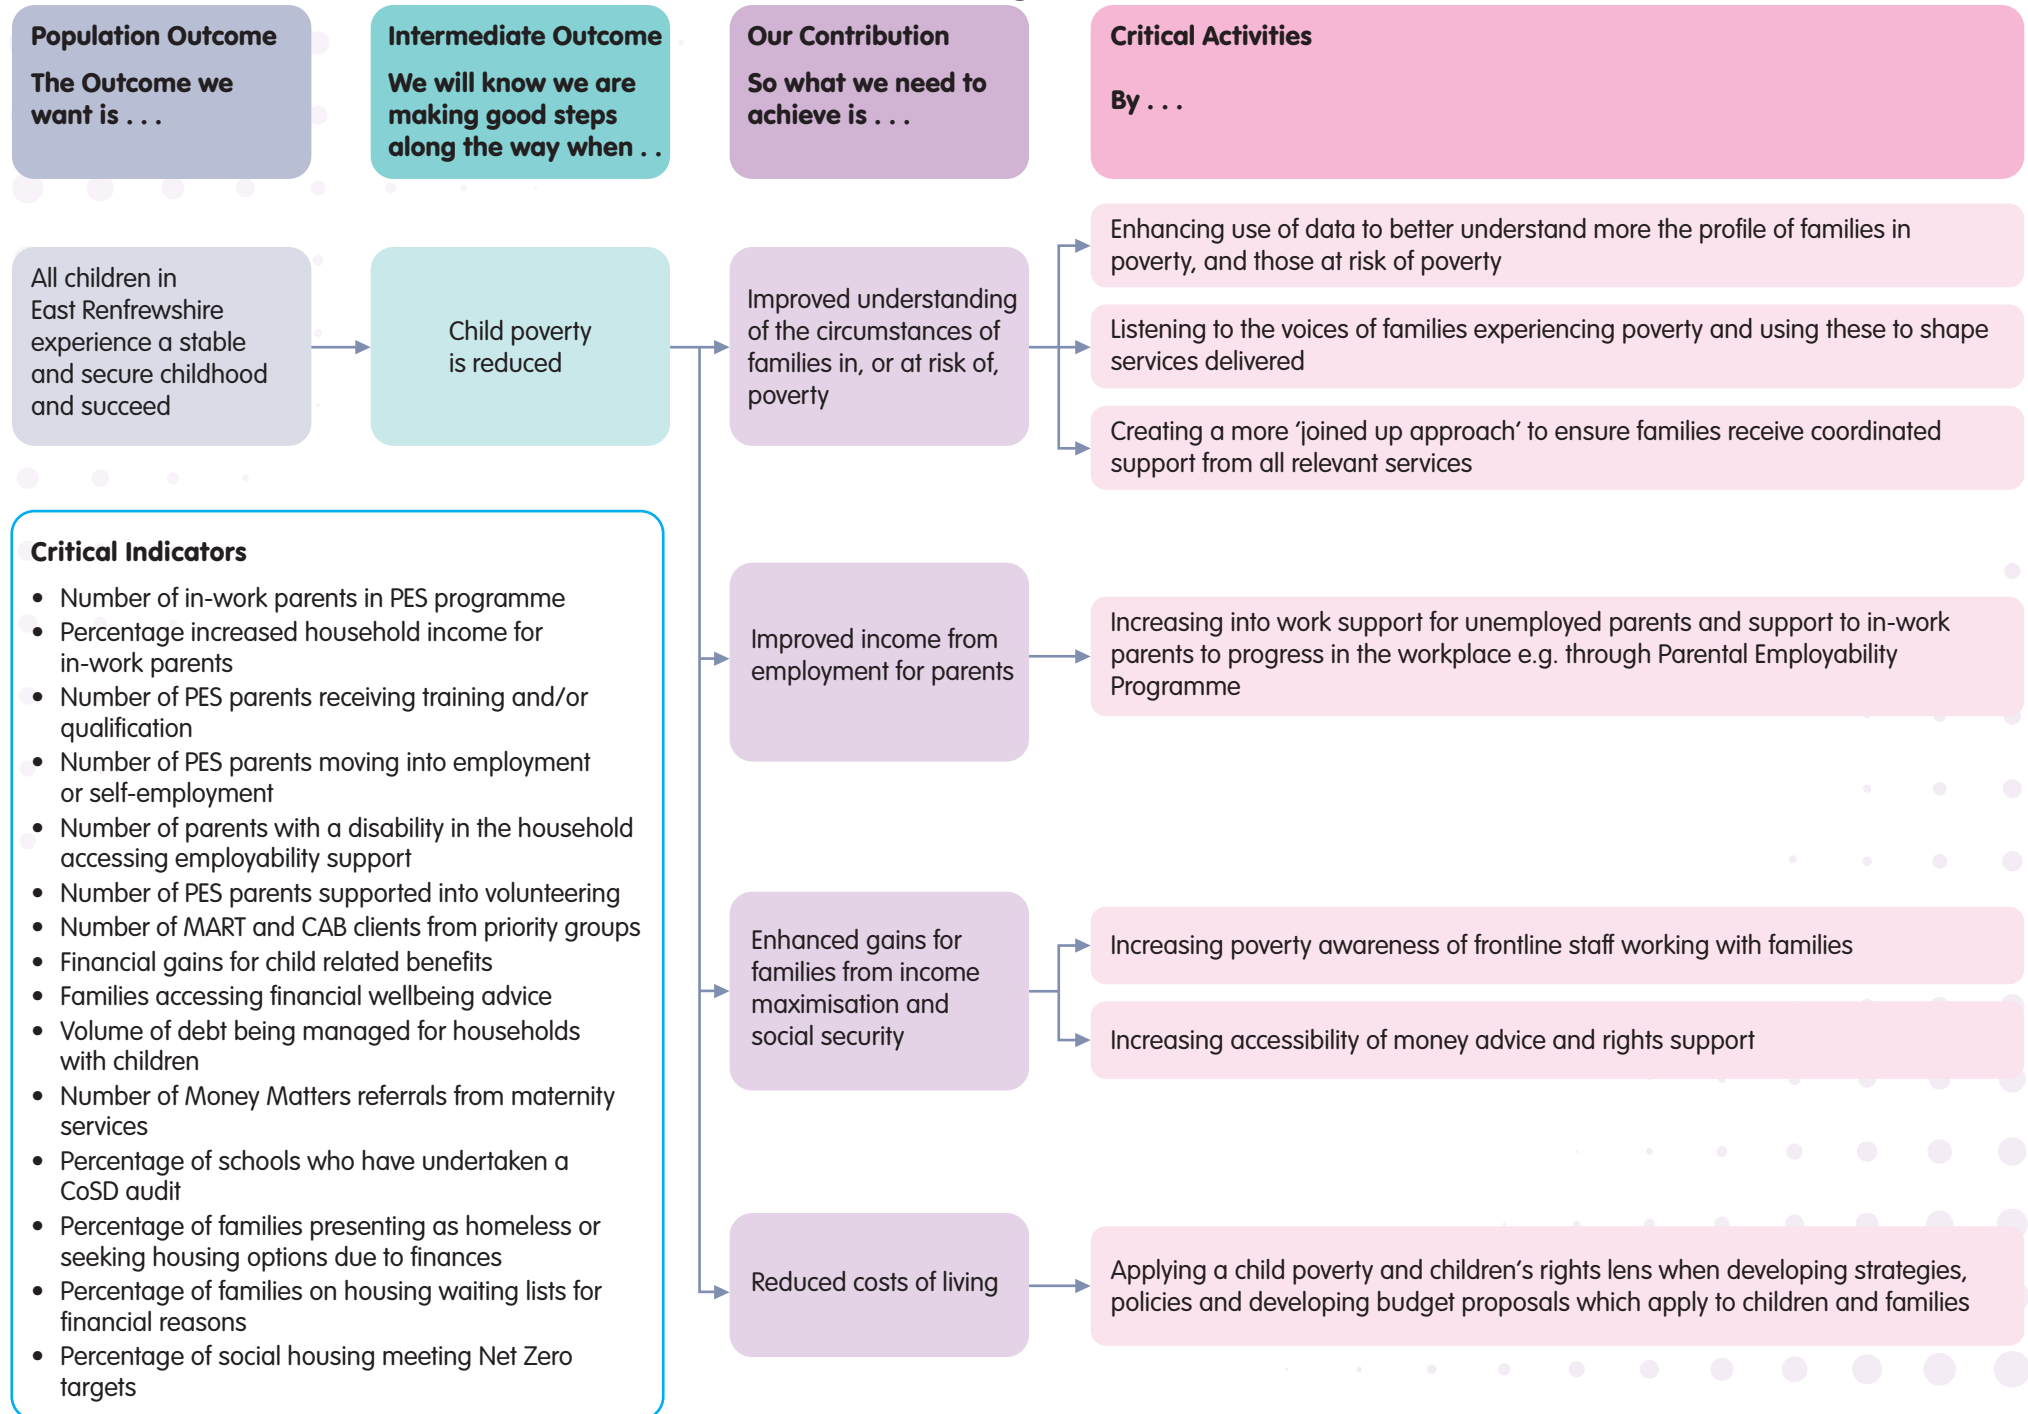 Population Outcome
The Outcome we
want is . . .
Intermediate Outcome
We will know we are
making good steps
along the way when . .
Our Contribution
So what we need to
achieve is . . .
Critical Activities
By . . .
All children in
East Renfrewshire
experience a stable
and secure childhood
and succeed
Child poverty
is reduced
Improved understanding
of the circumstances of
families in, or at risk of,
poverty
Enhancing use of data to better understand more the profile of families in
poverty, and those at risk of poverty
Listening to the voices of families experiencing poverty and using these to shape
services delivered
Creating a more ‘joined up approach’ to ensure families receive coordinated
support from all relevant services
Improved income from
employment for parents
Increasing into work support for unemployed parents and support to in-work
parents to progress in the workplace e.g. through Parental Employability
Programme
Enhanced gains for
families from income
maximisation and
social security
Increasing poverty awareness of frontline staff working with families
Increasing accessibility of money advice and rights support
Reduced costs of living
Applying a child poverty and children’s rights lens when developing strategies,
policies and developing budget proposals which apply to children and families
Critical Indicators
• Number of in-work parents in PES programme
• Percentage increased household income for
in-work parents
• Number of PES parents receiving training and/or
qualification
• Number of PES parents moving into employment
or self-employment
• Number of parents with a disability in the household
accessing employability support
• Number of PES parents supported into volunteering
• Number of MART and CAB clients from priority groups
• Financial gains for child related benefits
• Families accessing financial wellbeing advice
• Volume of debt being managed for households
with children
• Number of Money Matters referrals from maternity
services
• Percentage of schools who have undertaken a
CoSD audit
• Percentage of families presenting as homeless or
seeking housing options due to finances
• Percentage of families on housing waiting lists for
financial reasons
• Percentage of social housing meeting Net Zero
targets